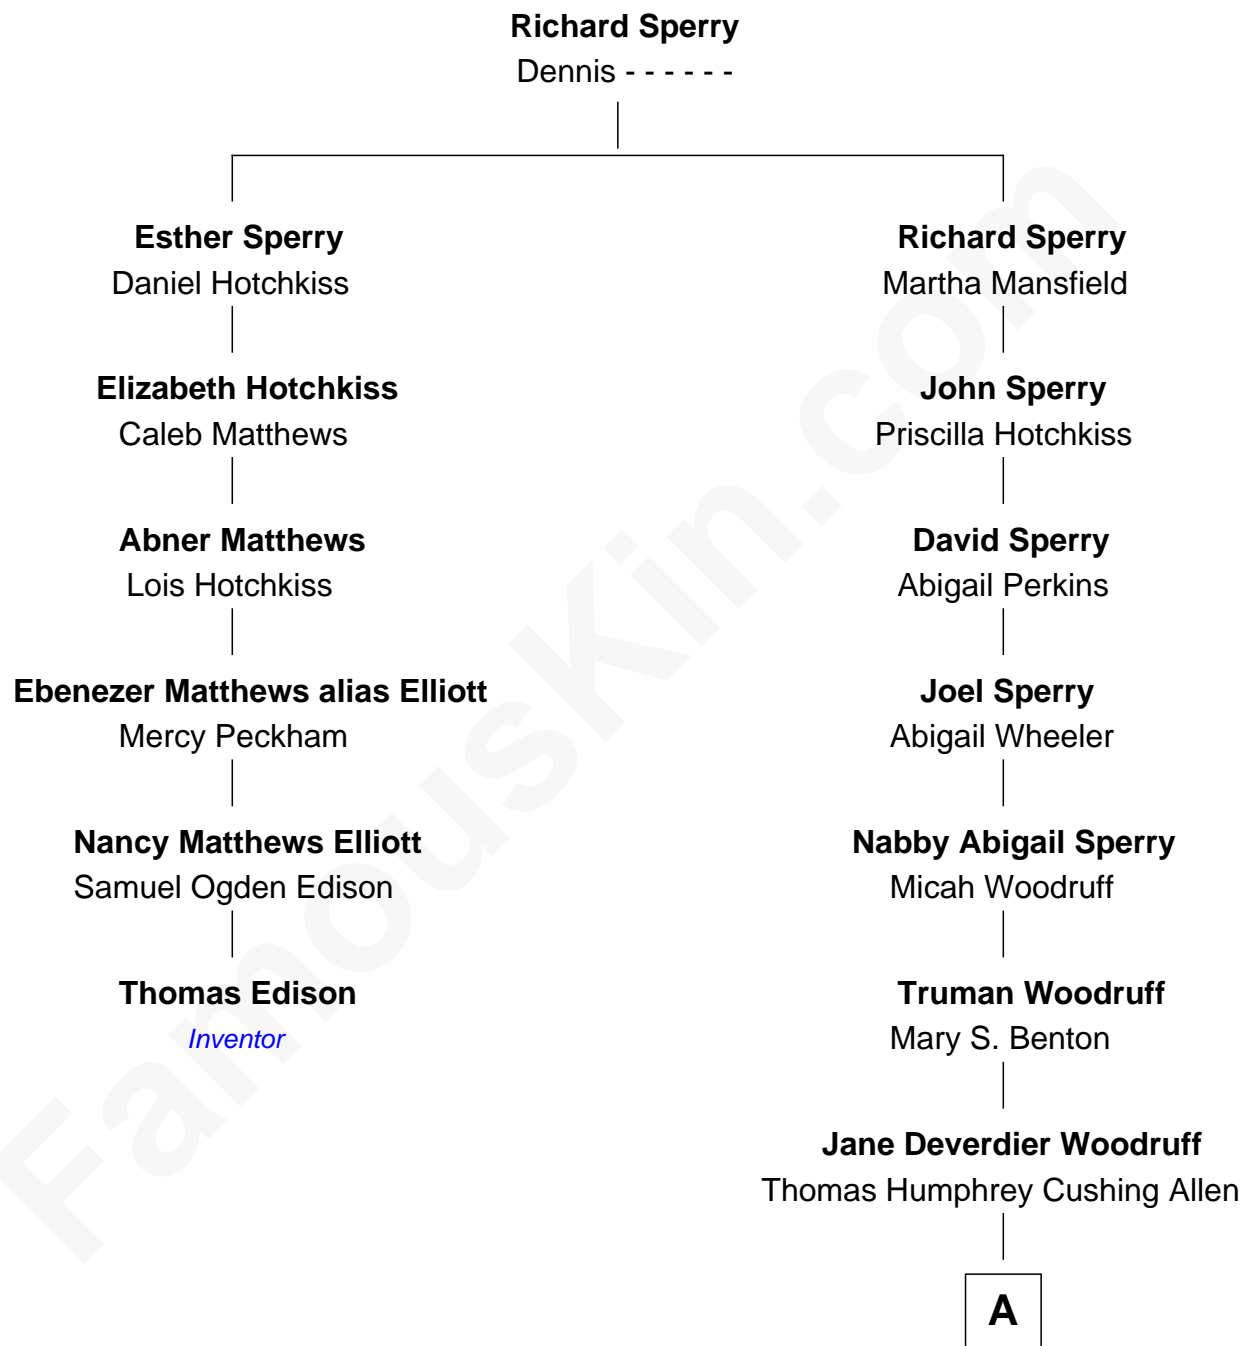 Richard Sperry
Dennis - - - - - -
Esther Sperry
Daniel Hotchkiss
Richard Sperry
Martha Mansfield
Elizabeth Hotchkiss
Caleb Matthews
John Sperry
Priscilla Hotchkiss
Abner Matthews
Lois Hotchkiss
David Sperry
Abigail Perkins
Ebenezer Matthews alias Elliott
Mercy Peckham
Joel Sperry
Abigail Wheeler
Nancy Matthews Elliott
Samuel Ogden Edison
Nabby Abigail Sperry
Micah Woodruff
Thomas Edison
Inventor
Truman Woodruff
Mary S. Benton
Jane Deverdier Woodruff
Thomas Humphrey Cushing Allen
A
FamousKin.com